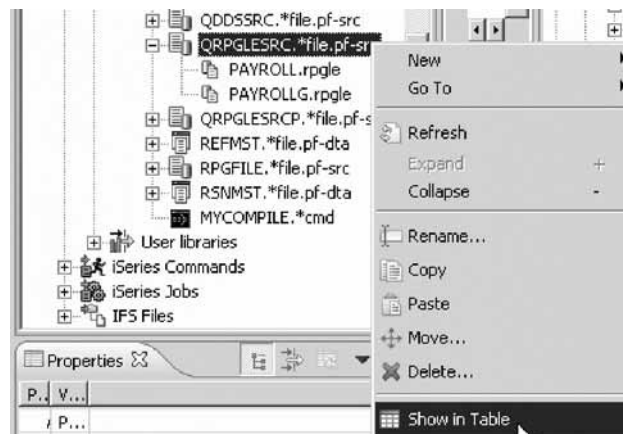 QDDSSRC.*file.pf-src
QRPGLESRC.*file.pf-sr
PAYROLL.rpgle
PAYROLLG.rpgle
QRPGLESRCP.*file.pf-s
REFMST.*file.pf-dta
RPGFILE.*file.pf-src
RSNMST.*file.pf-dta
MYCOMPILE.*cmd
User libraries
iSeries Commands
iSeries Jobs
IFS Files
New
Go To
Refresh
Expand +
Collapse -
Rename...
Copy
Paste
Move...
Delete...
Show in Table
Properties
P.. V...
P...